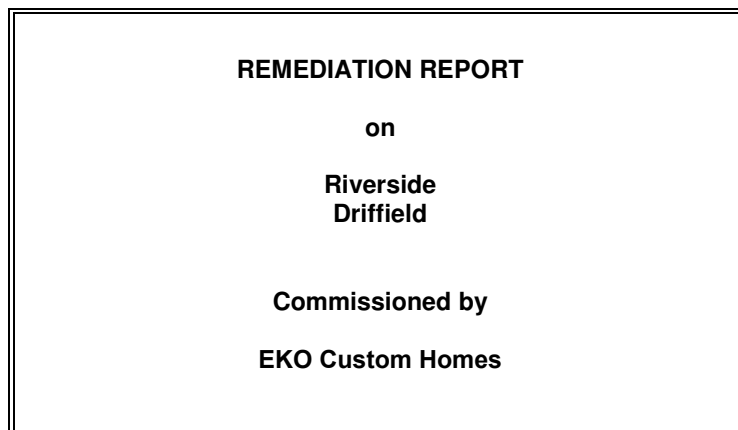 REMEDIATION REPORT
on
Riverside
Driffield
Commissioned by
EKO Custom Homes